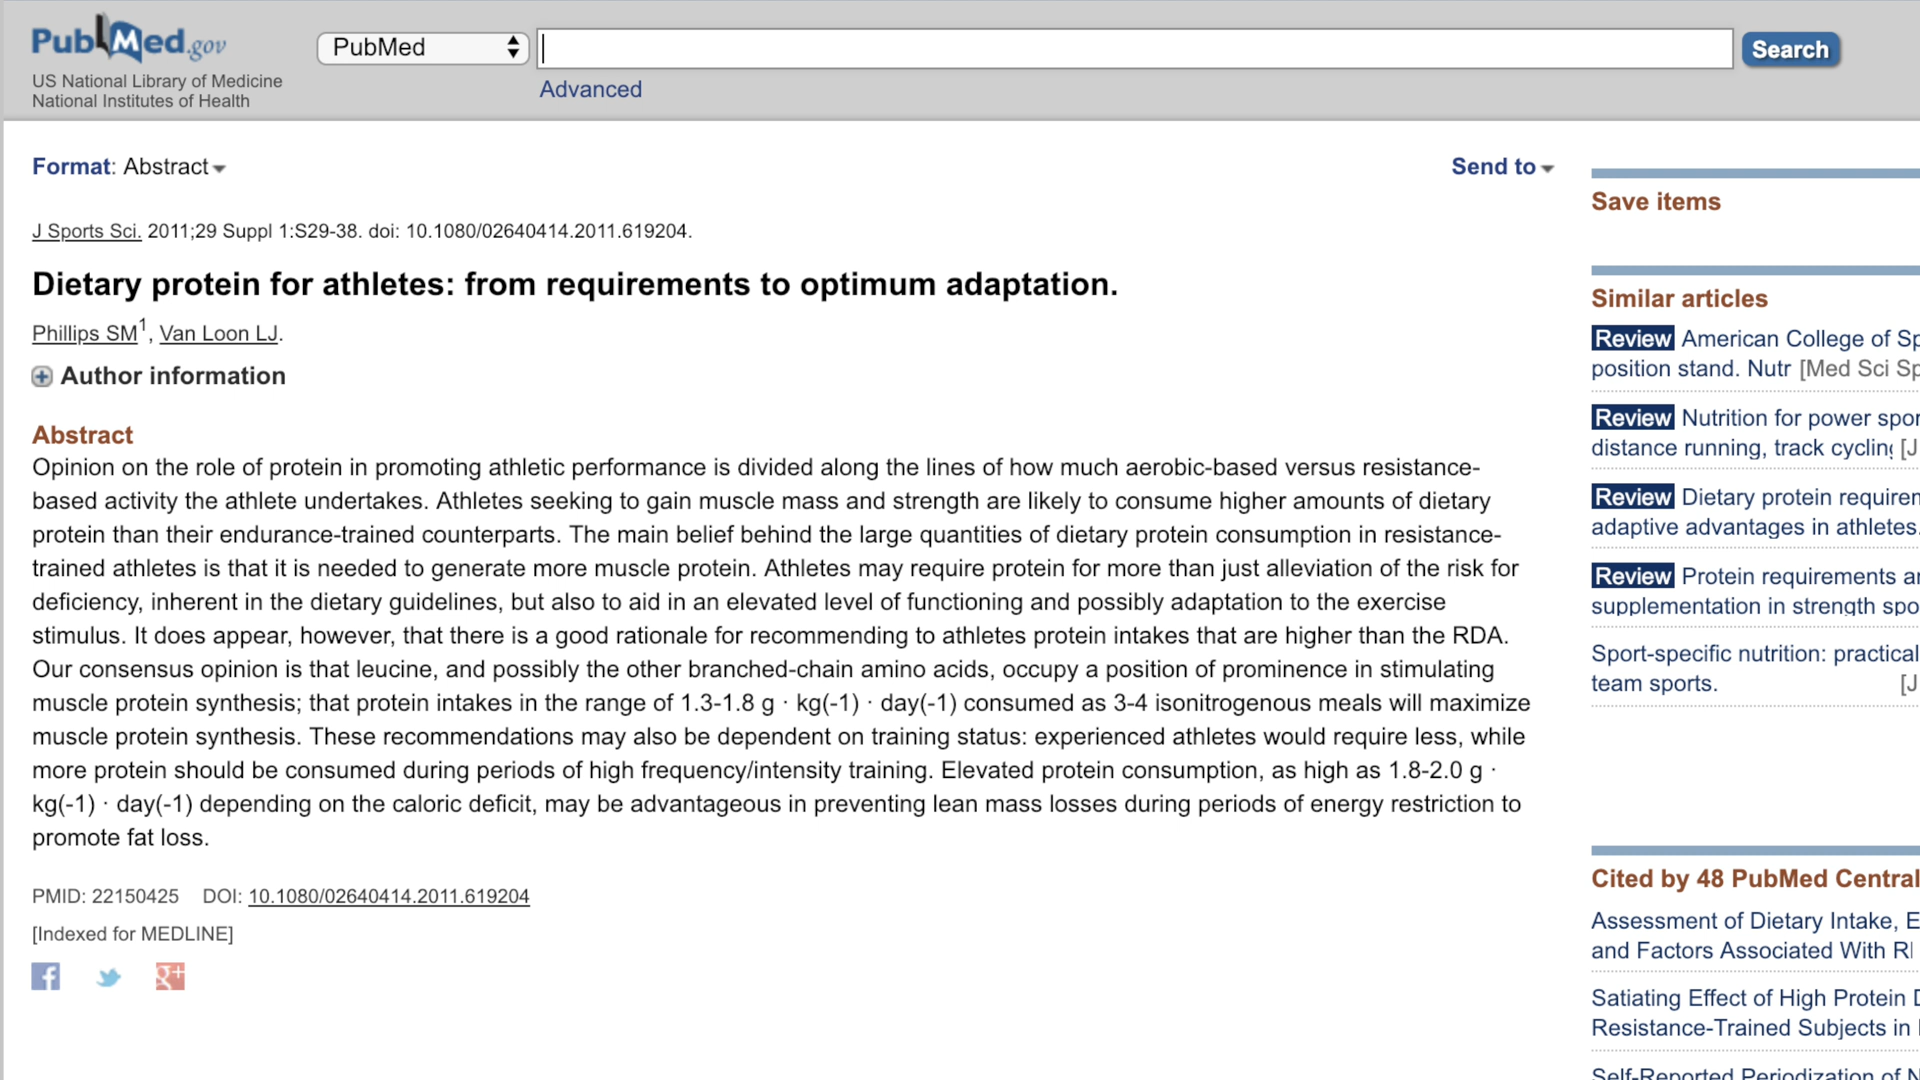 PubMed.gov
US National Library of Medicine
National Institutes of Health
PubMed
Search
Advanced
Format: Abstract
Send to
J Sports Sci. 2011;29 Suppl 1:S29-38. doi: 10.1080/02640414.2011.619204.
Dietary protein for athletes: from requirements to optimum adaptation.
Phillips SM1, Van Loon LJ.
Author information
Abstract
Opinion on the role of protein in promoting athletic performance is divided along the lines of how much aerobic-based versus resistance-
based activity the athlete undertakes. Athletes seeking to gain muscle mass and strength are likely to consume higher amounts of dietary
protein than their endurance-trained counterparts. The main belief behind the large quantities of dietary protein consumption in resistance-
trained athletes is that it is needed to generate more muscle protein. Athletes may require protein for more than just alleviation of the risk for
deficiency, inherent in the dietary guidelines, but also to aid in an elevated level of functioning and possibly adaptation to the exercise
stimulus. It does appear, however, that there is a good rationale for recommending to athletes protein intakes that are higher than the RDA.
Our consensus opinion is that leucine, and possibly the other branched-chain amino acids, occupy a position of prominence in stimulating
muscle protein synthesis; that protein intakes in the range of 1.3-1.8 g · kg(-1) · day(-1) consumed as 3-4 isonitrogenous meals will maximize
muscle protein synthesis. These recommendations may also be dependent on training status: experienced athletes would require less, while
more protein should be consumed during periods of high frequency/intensity training. Elevated protein consumption, as high as 1.8-2.0 g ·
kg(-1) · day(-1) depending on the caloric deficit, may be advantageous in preventing lean mass losses during periods of energy restriction to
promote fat loss.
PMID: 22150425 DOI: 10.1080/02640414.2011.619204
[Indexed for MEDLINE]
f
g+
Save items
Similar articles
Review American College of Sp
position stand. Nutr [Med Sci Sp
Review Nutrition for power spor
distance running, track cycling [J
Review Dietary protein requiren
adaptive advantages in athletes.
Review Protein requirements a
supplementation in strength spo
Sport-specific nutrition: practical
team sports. [J
Cited by 48 PubMed Central
Assessment of Dietary Intake, E
and Factors Associated With R
Satiating Effect of High Protein D
Resistance-Trained Subjects in
Self-Reported Periodization of N